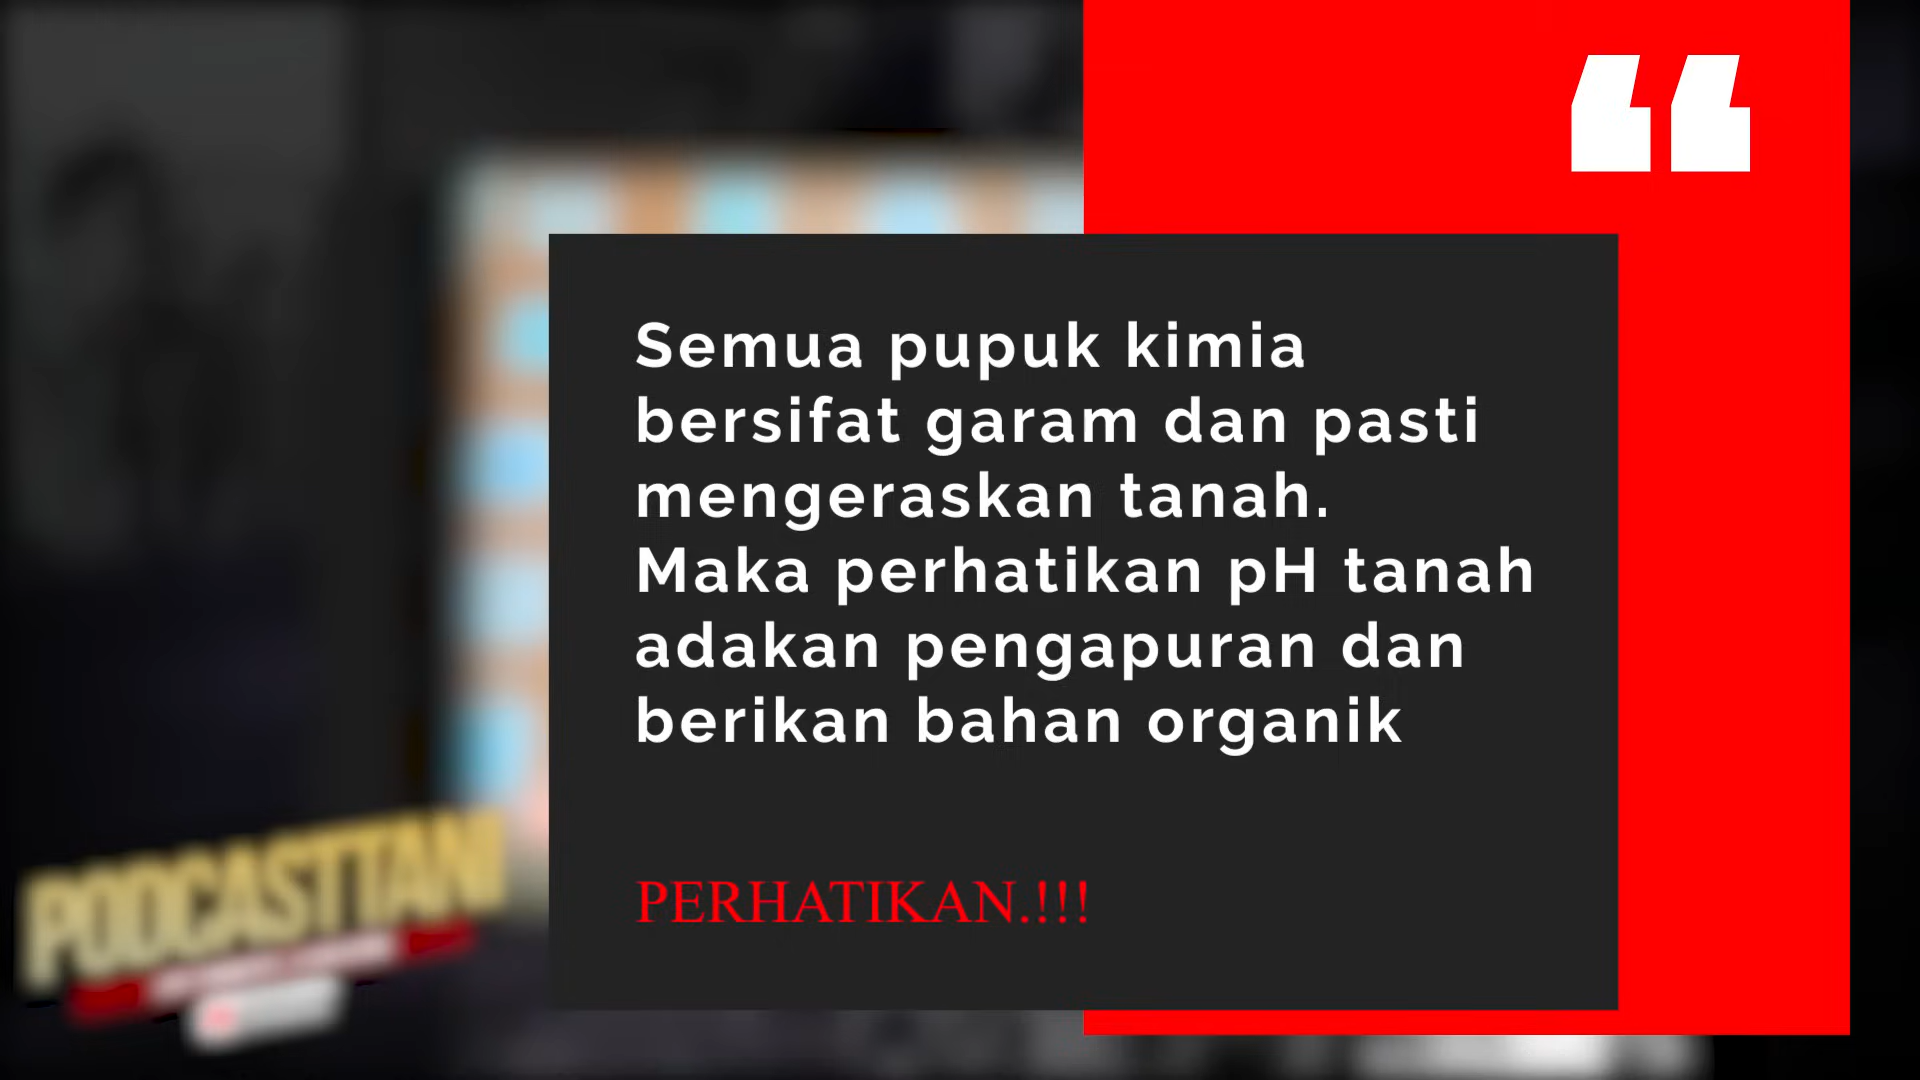 “
Semua pupuk kimia
bersifat garam dan pasti
mengeraskan tanah.
Maka perhatikan pH tanah
adakan pengapuran dan
berikan bahan organik
PERHATIKAN.!!!
PODCASTTANI